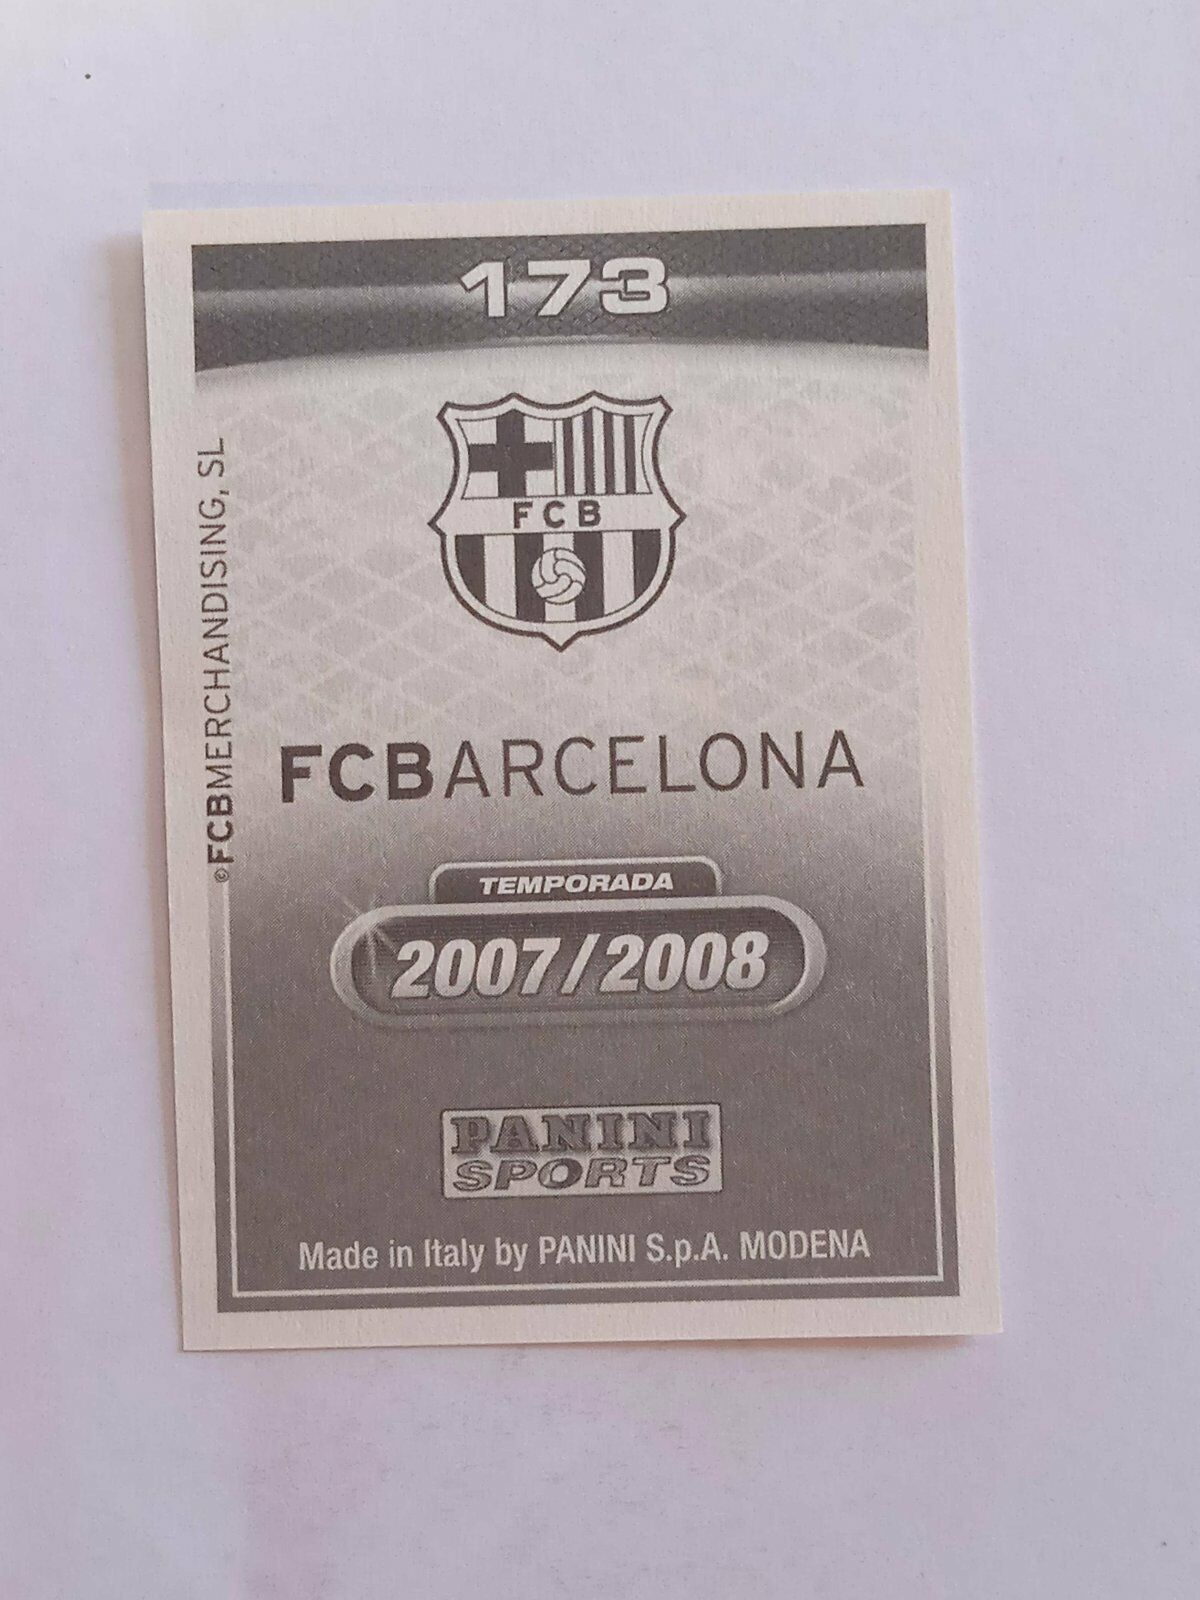 173
FCB
FCBARCELONA
©FCBMERCHANDISING, SL
TEMPORADA
2007/2008
PANINI
SPORTS
Made in Italy by PANINI S.p.A. MODENA